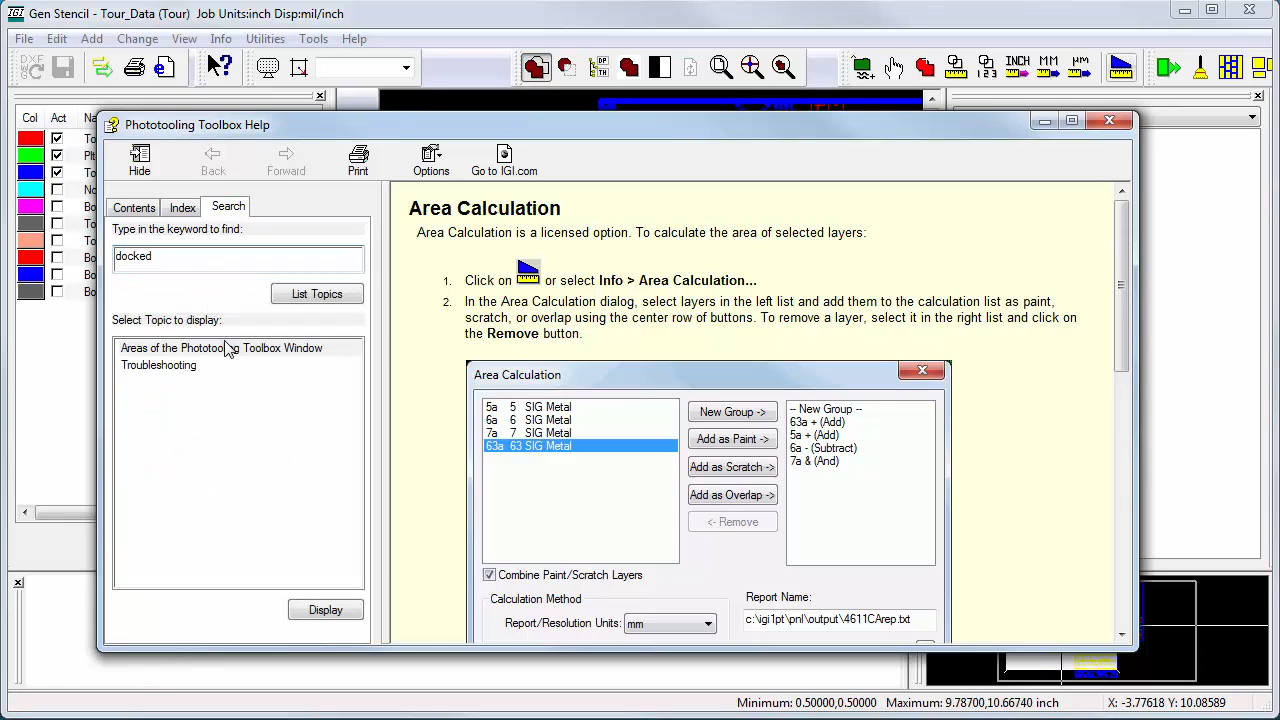 IGI Gen Stencil - Tour_Data (Tour) Job Units:inch Disp:mil/inch
File Edit Add Change View Info Utilities Tools Help
DXF
DP
TH
1 2 3
INCH
MM
µm
Col Act
Phototooling Toolbox Help
Hide Back Forward Print Options Go to IGI.com
Contents Index Search
Type in the keyword to find:
docked
List Topics
Select Topic to display:
Areas of the Phototooling Toolbox Window
Troubleshooting
Display
Area Calculation
Area Calculation is a licensed option. To calculate the area of selected layers:
1. Click on or select Info > Area Calculation...
2. In the Area Calculation dialog, select layers in the left list and add them to the calculation list as paint,
scratch, or overlap using the center row of buttons. To remove a layer, select it in the right list and click on
the Remove button.
Area Calculation
5a 5 SIG Metal
6a 6 SIG Metal
7a 7 SIG Metal
63a 63 SIG Metal
New Group ->
Add as Paint ->
Add as Scratch ->
Add as Overlap ->
<- Remove
-- New Group --
63a + (Add)
5a + (Add)
6a - (Subtract)
7a & (And)
Combine Paint/Scratch Layers
Calculation Method
Report/Resolution Units: mm
Report Name:
c:\igi1pt\pnl\output\4611CArep.txt
Minimum: 0.50000,0.50000 Maximum: 9.78700,10.66740 inch X: -3.77618 Y: 10.08589